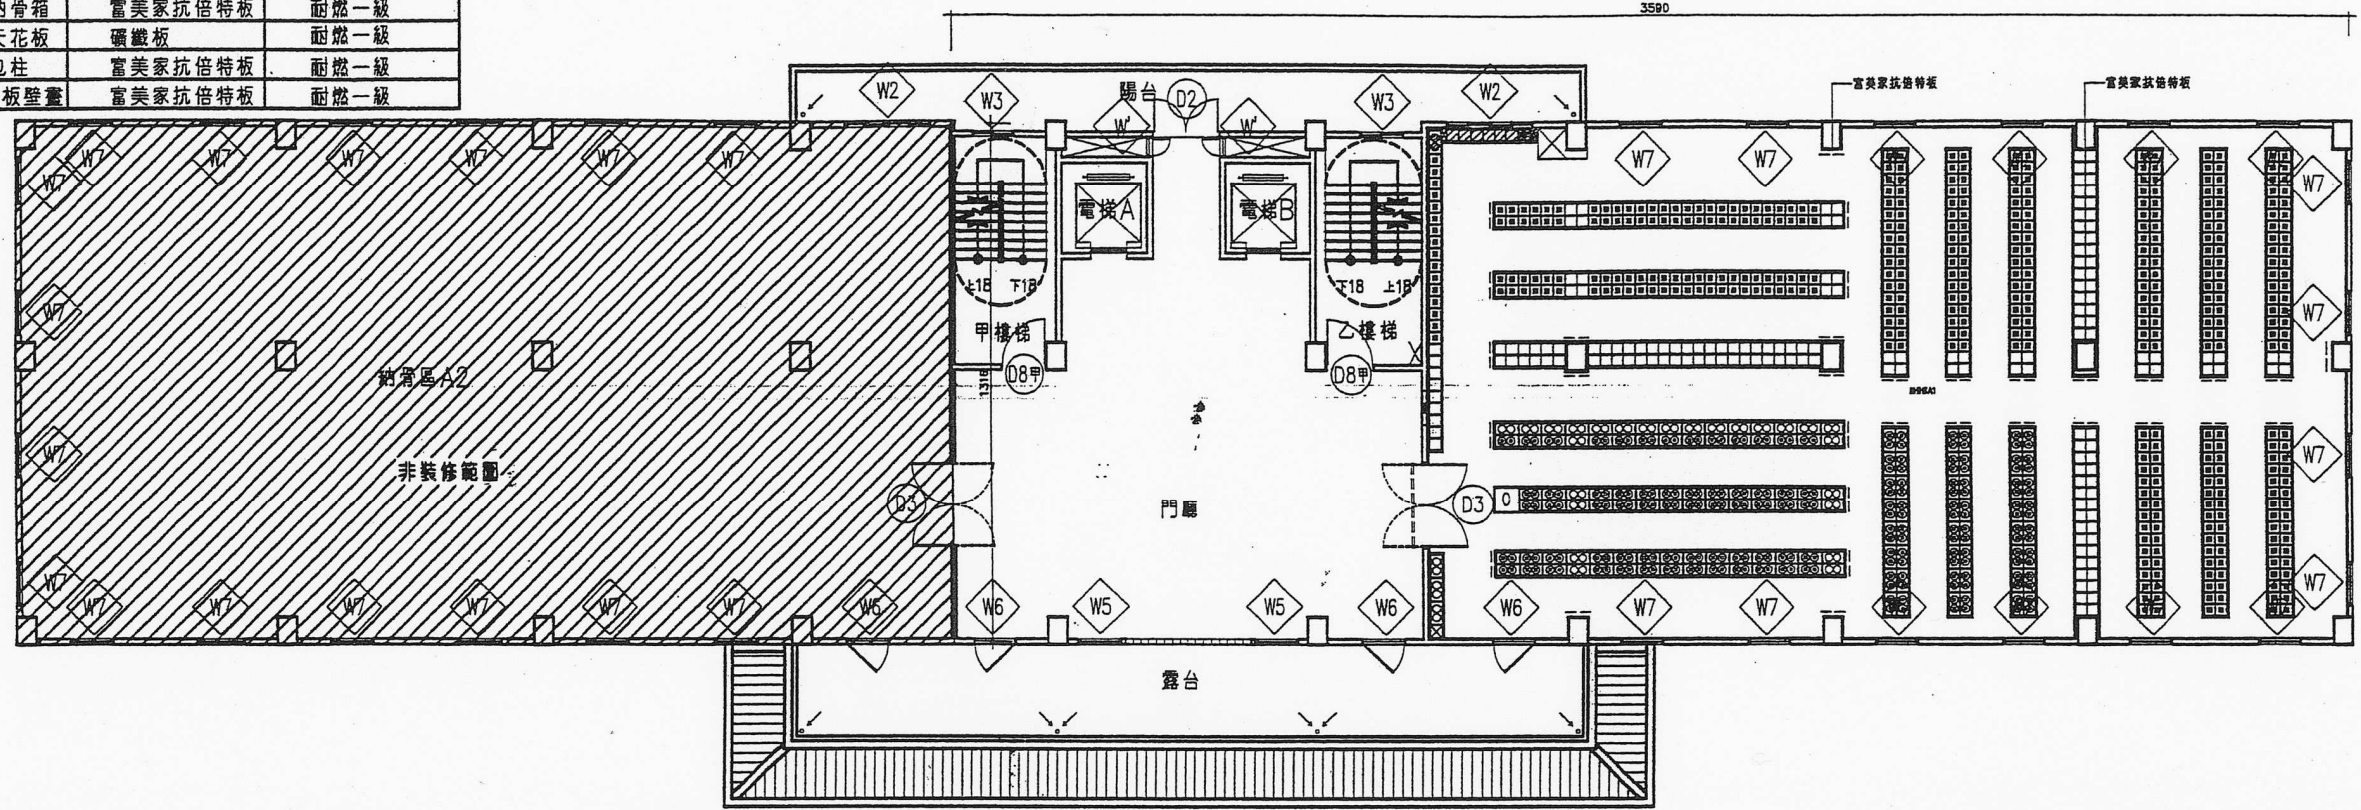 納骨箱 富美家抗倍特板 耐燃一級
天花板 礦纖板 耐燃一級
包柱 富美家抗倍特板 耐燃一級
板壁畫 富美家抗倍特板 耐燃一級
3590
富美家抗倍特板 富美家抗倍特板
W2 W3 陽台 D2 W3 W2
W' W'
W7 W7 W7 W7 W7 W7 W7 W7
W7 W7
電梯A 電梯B
上18 下18 下18 上18
W7 W7
甲樓梯 乙樓梯
納骨區A2 D8甲 D8甲
1316
W7 W7
非裝修範圍
D3 門廳 D3 O
W7 W7
W7 W7 W7 W7 W7 W7 W6 W6 W5 W5 W6 W6 W7 W7
露台